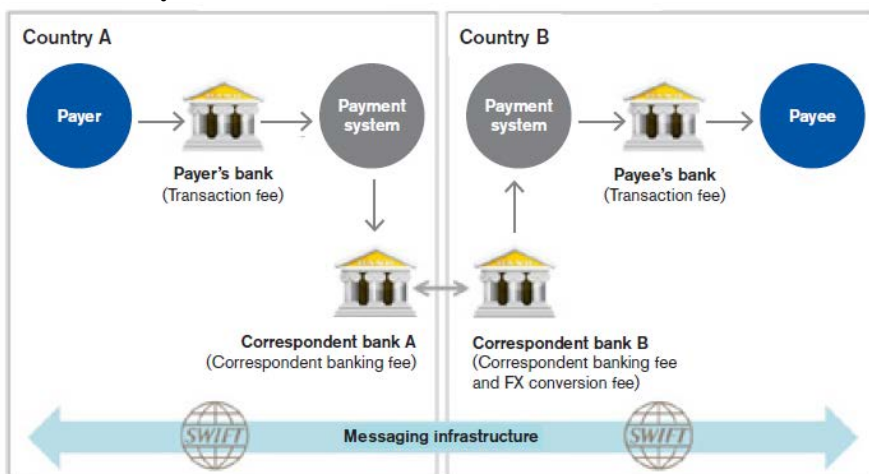 Country A
Payer
Payer's bank
(Transaction fee)
Payment
system
Correspondent bank A
(Correspondent banking fee)
Country B
Payment
system
Payee's bank
(Transaction fee)
Payee
Correspondent bank B
(Correspondent banking fee
and FX conversion fee)
SWIFT
Messaging infrastructure
SWIFT